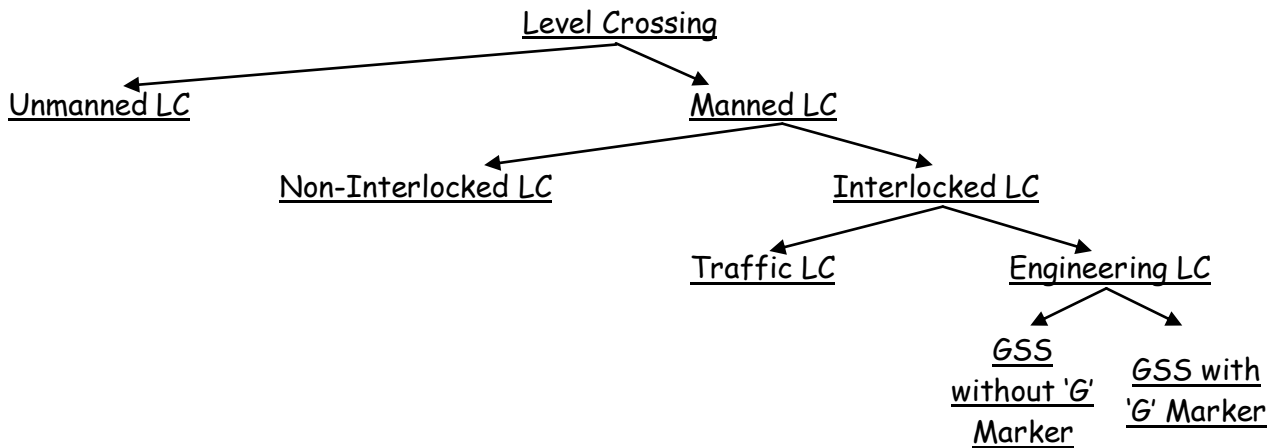 Level Crossing
Unmanned LC
Manned LC
Non-Interlocked LC
Interlocked LC
Traffic LC
Engineering LC
GSS
without ‘G’
Marker
GSS with
‘G’ Marker